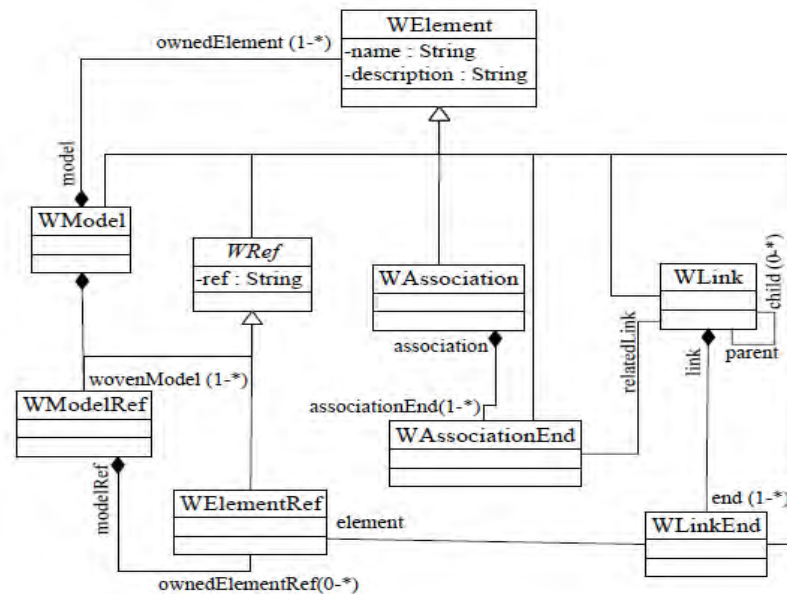 WElement
ownedElement (1-*)
-name : String
-description : String
model
WModel
WRef
-ref : String
WAssociation
WLink
child (0-*)
parent
association
relatedLink
link
wovenModel (1-*)
WModelRef
associationEnd(1-*)
WAssociationEnd
modelRef
WElementRef
element
end (1-*)
WLinkEnd
ownedElementRef(0-*)